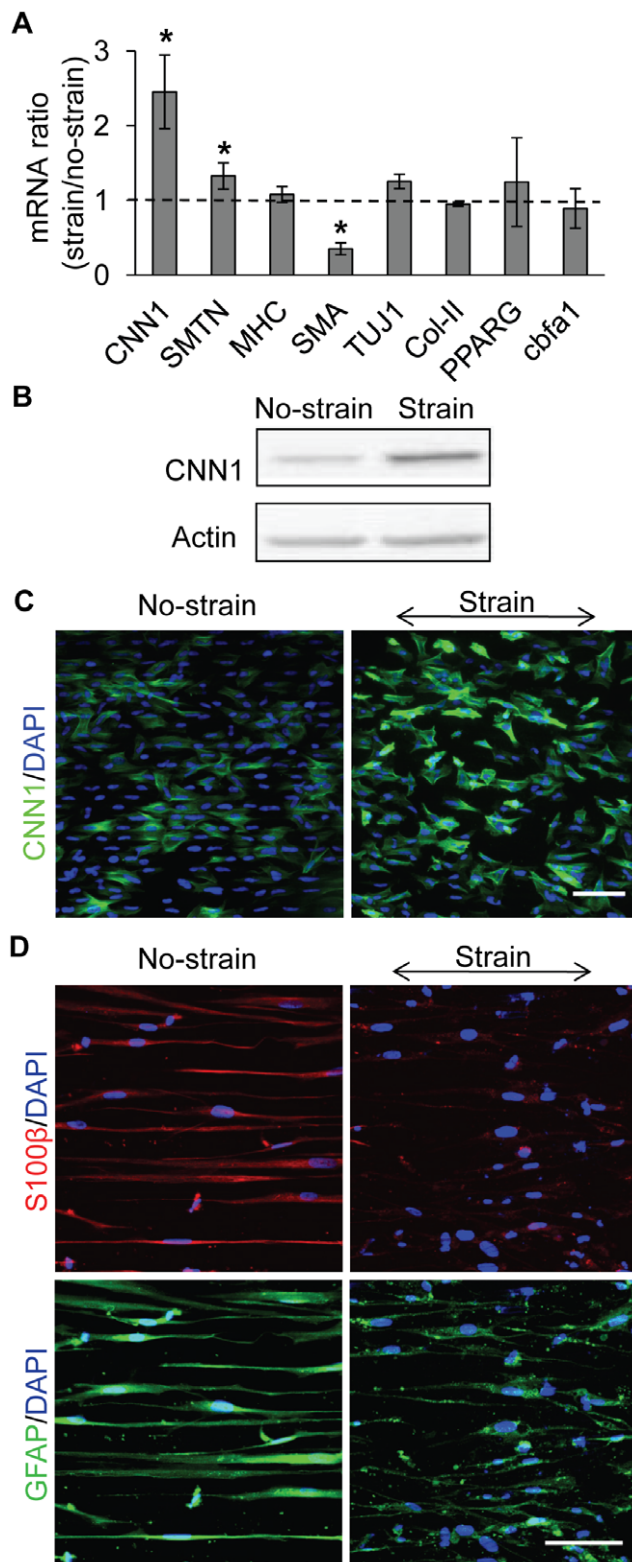 A
mRNA ratio
(strain/no-strain)
3
2
1
0
*
*
*
CNN1
SMTN
MHC
SMA
TUJ1
Col-II
PPARG
cbfa1
B
No-strain Strain
CNN1
Actin
C
No-strain Strain
CNN1/DAPI
D
No-strain Strain
S100β/DAPI
GFAP/DAPI